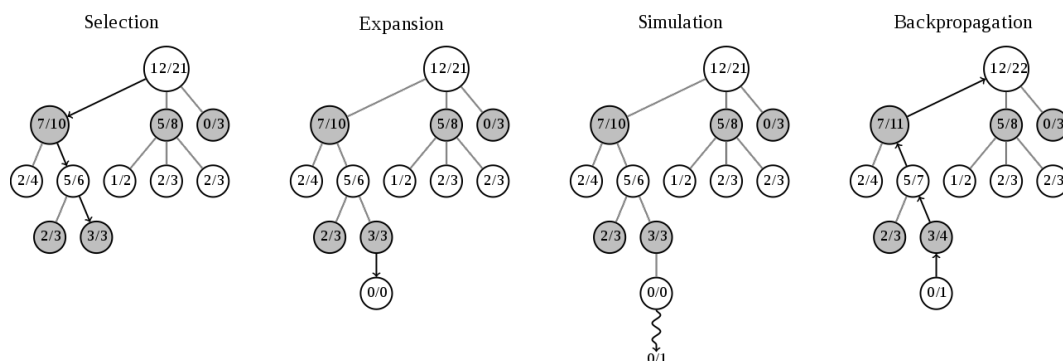 Selection Expansion Simulation Backpropagation
12/21 12/21 12/21 12/22
7/10 5/8 0/3 7/10 5/8 0/3 7/10 5/8 0/3 7/11 5/8 0/3
2/4 5/6 1/2 2/3 2/3 2/4 5/6 1/2 2/3 2/3 2/4 5/6 1/2 2/3 2/3 2/4 5/7 1/2 2/3 2/3
2/3 3/3 2/3 3/3 2/3 3/3 2/3 3/4
0/0 0/0 0/1
0/1